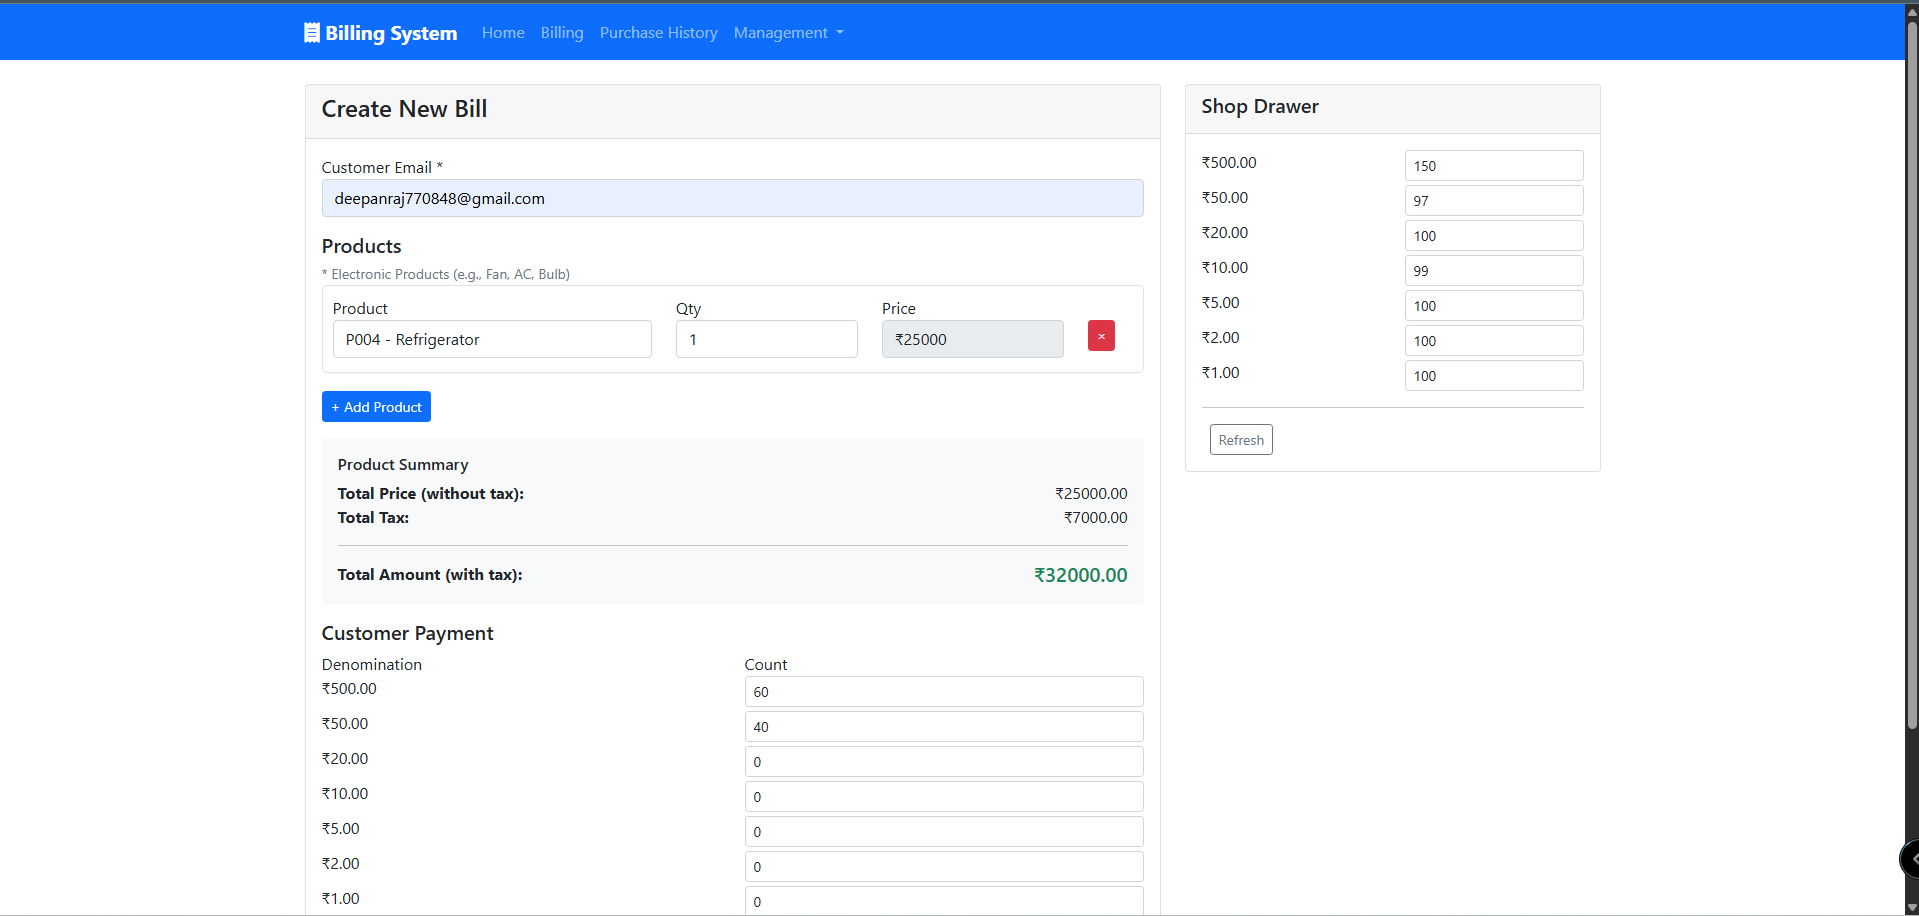 Billing System Home Billing Purchase History Management
Create New Bill
Customer Email *
deepanraj770848@gmail.com
Products
* Electronic Products (e.g., Fan, AC, Bulb)
Product Qty Price
P004 - Refrigerator 1 ₹25000 ×
+ Add Product
Product Summary
Total Price (without tax): ₹25000.00
Total Tax: ₹7000.00
Total Amount (with tax): ₹32000.00
Customer Payment
Denomination Count
₹500.00 60
₹50.00 40
₹20.00 0
₹10.00 0
₹5.00 0
₹2.00 0
₹1.00 0
Shop Drawer
₹500.00 150
₹50.00 97
₹20.00 100
₹10.00 99
₹5.00 100
₹2.00 100
₹1.00 100
Refresh